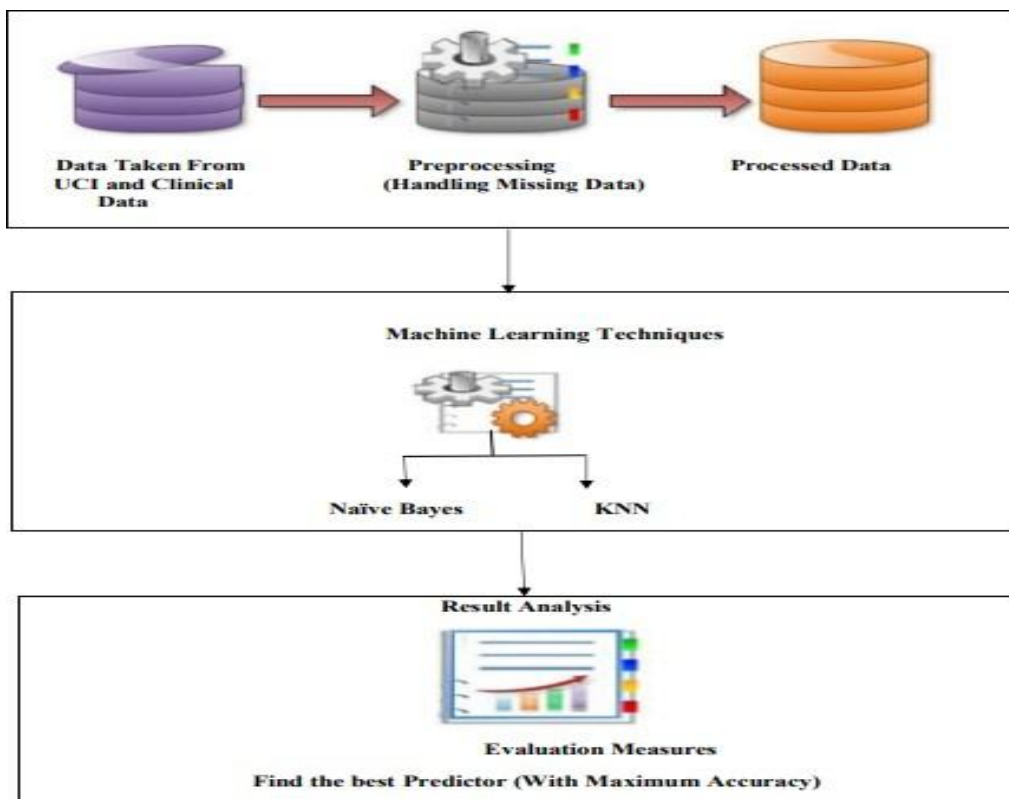 Data Taken From
UCI and Clinical
Data
Preprocessing
(Handling Missing Data)
Processed Data
Machine Learning Techniques
Naïve Bayes
KNN
Result Analysis
Evaluation Measures
Find the best Predictor (With Maximum Accuracy)